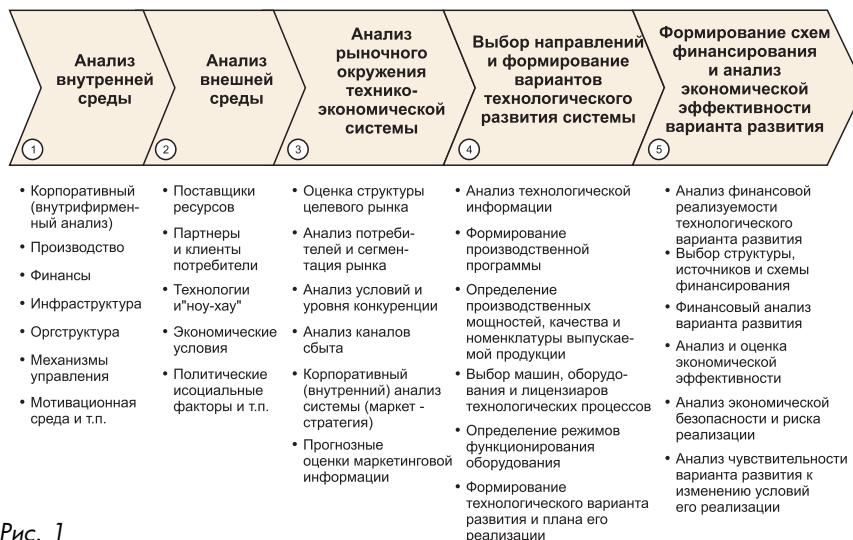 Анализ
внутренней
среды
1
Анализ
внешней
среды
2
Анализ
рыночного
окружения
технико-
экономической
системы
3
Выбор направлений
и формирование
вариантов
технологического
развития системы
4
Формирование схем
финансирования
и анализ
экономической
эффективности
варианта развития
5
• Корпоративный
(внутрифирмен-
ный анализ)
• Производство
• Финансы
• Инфраструктура
• Оргструктура
• Механизмы
управления
• Мотивационная
среда и т.п.
• Поставщики
ресурсов
• Партнеры
и клиенты
потребители
• Технологии
и"ноу-хау"
• Экономические
условия
• Политические
исоциальные
факторы и т.п.
• Оценка структуры
целевого рынка
• Анализ потреби-
телей и сегмен-
тация рынка
• Анализ условий и
уровня конкуренции
• Анализ каналов
сбыта
• Корпоративный
(внутренний) анализ
системы (маркет -
стратегия)
• Прогнозные
оценки маркетинговой
информации
• Анализ технологической
информации
• Формирование
производственной
программы
• Определение
производственных
мощностей, качества и
номенклатуры выпускае-
мой продукции
• Выбор машин, оборудо-
вания и лицензиаров
технологических процессов
• Определение режимов
функционирования
оборудования
• Формирование
технологического варианта
развития и плана его
реализации
• Анализ финансовой
реализуемости
технологического
варианта развития
• Выбор структуры,
источников и схемы
финансирования
• Финансовый анализ
варианта развития
• Анализ и оценка
экономической
эффективности
• Анализ экономической
безопасности и риска
реализации
• Анализ чувствительности
варианта развития к
изменению условий
его реализации
Рис. 1